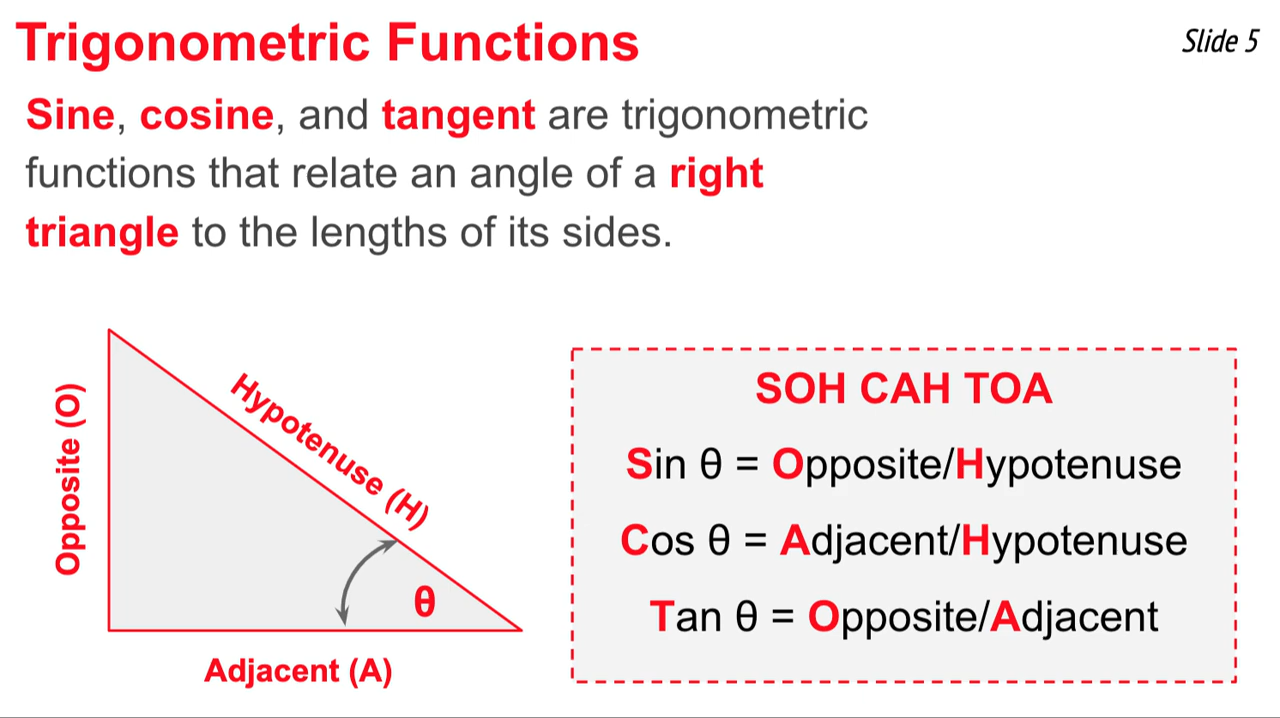 Trigonometric Functions
Slide 5
Sine, cosine, and tangent are trigonometric
functions that relate an angle of a right
triangle to the lengths of its sides.
Opposite (O)
Hypotenuse (H)
θ
Adjacent (A)
SOH CAH TOA
Sin θ = Opposite/Hypotenuse
Cos θ = Adjacent/Hypotenuse
Tan θ = Opposite/Adjacent